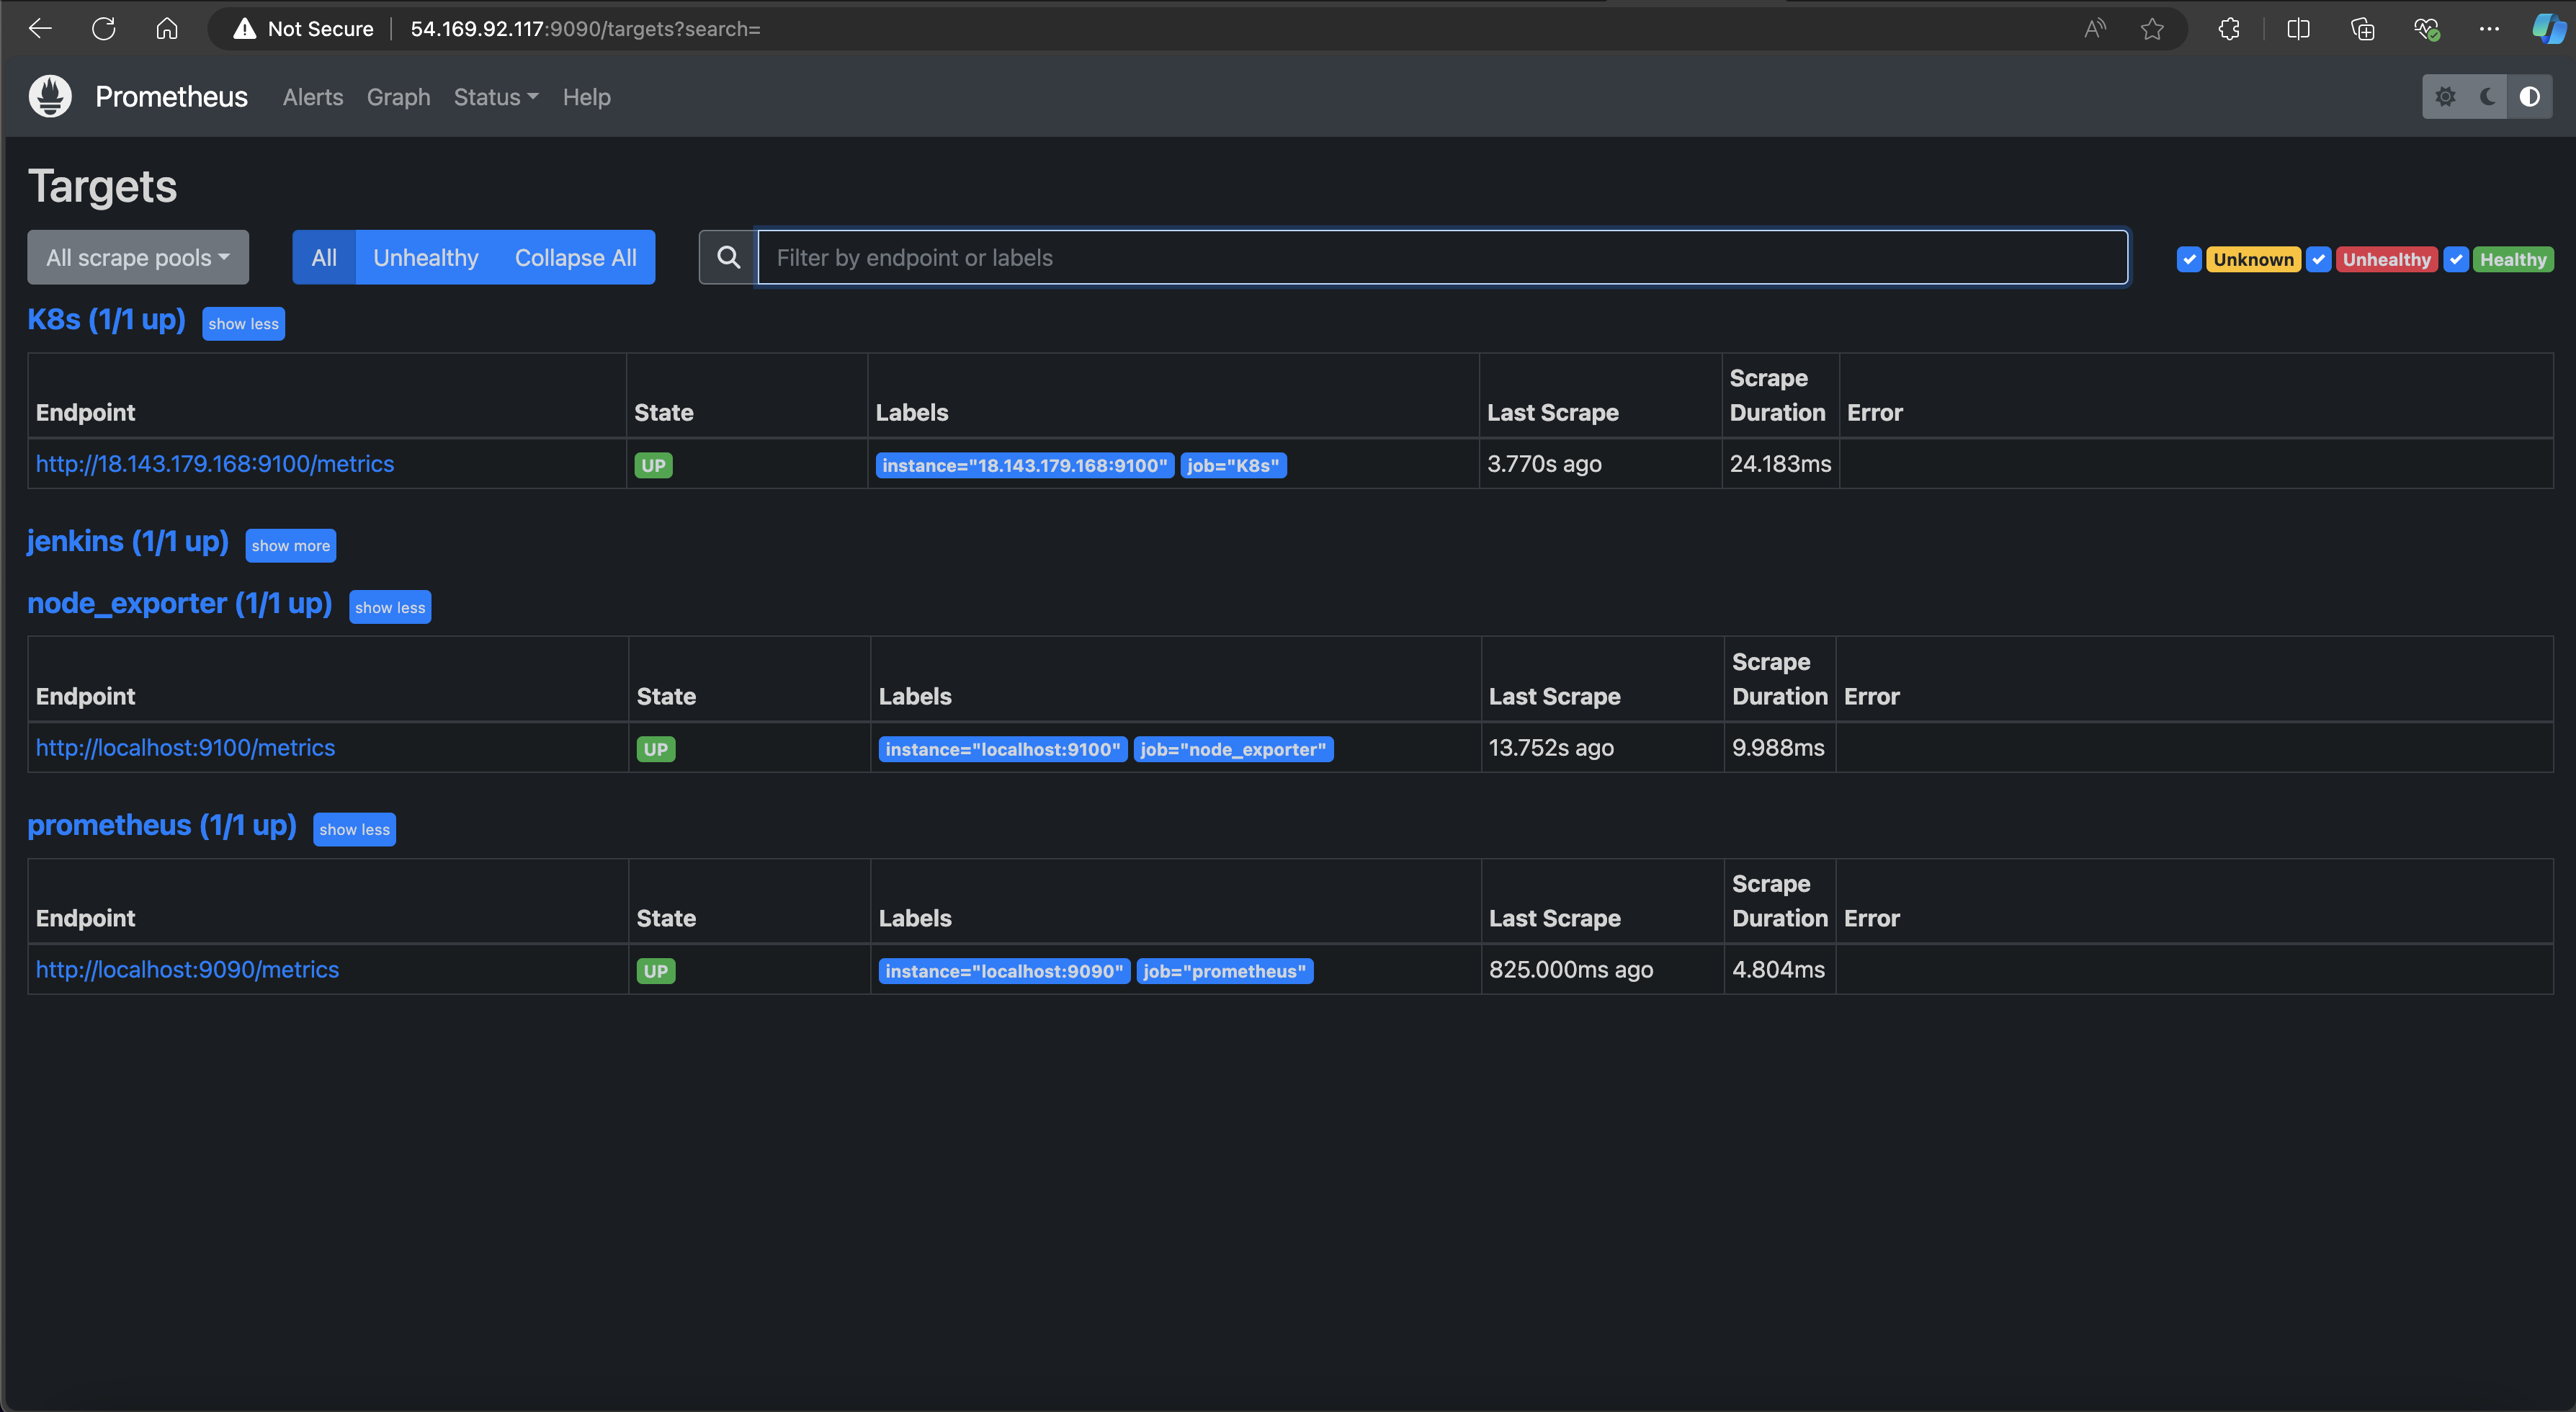 Not Secure 54.169.92.117:9090/targets?search=
Prometheus Alerts Graph Status Help
Targets
All scrape pools All Unhealthy Collapse All Filter by endpoint or labels Unknown Unhealthy Healthy
K8s (1/1 up) show less
Endpoint State Labels Last Scrape Scrape Duration Error
http://18.143.179.168:9100/metrics UP instance="18.143.179.168:9100" job="K8s" 3.770s ago 24.183ms
jenkins (1/1 up) show more
node_exporter (1/1 up) show less
Endpoint State Labels Last Scrape Scrape Duration Error
http://localhost:9100/metrics UP instance="localhost:9100" job="node_exporter" 13.752s ago 9.988ms
prometheus (1/1 up) show less
Endpoint State Labels Last Scrape Scrape Duration Error
http://localhost:9090/metrics UP instance="localhost:9090" job="prometheus" 825.000ms ago 4.804ms